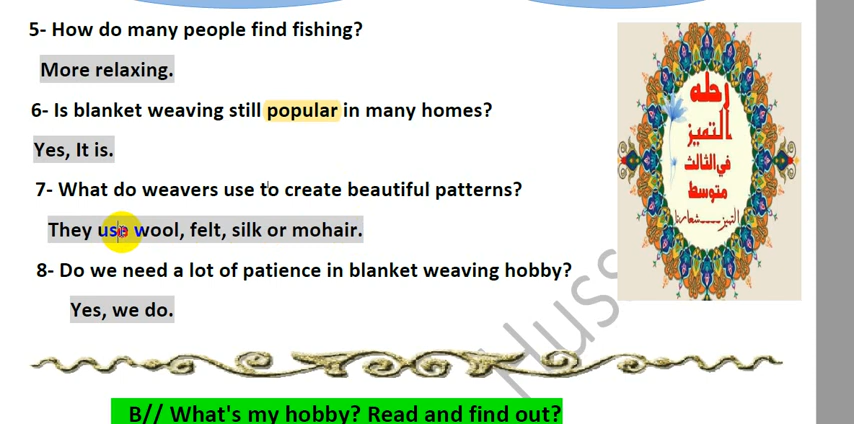 5- How do many people find fishing?
More relaxing.
6- Is blanket weaving still popular in many homes?
Yes, It is.
7- What do weavers use to create beautiful patterns?
They use wool, felt, silk or mohair.
8- Do we need a lot of patience in blanket weaving hobby?
Yes, we do.
B// What's my hobby? Read and find out?
رحله
التميز
في الثالث
متوسط
التميز___شعارنا
Huss